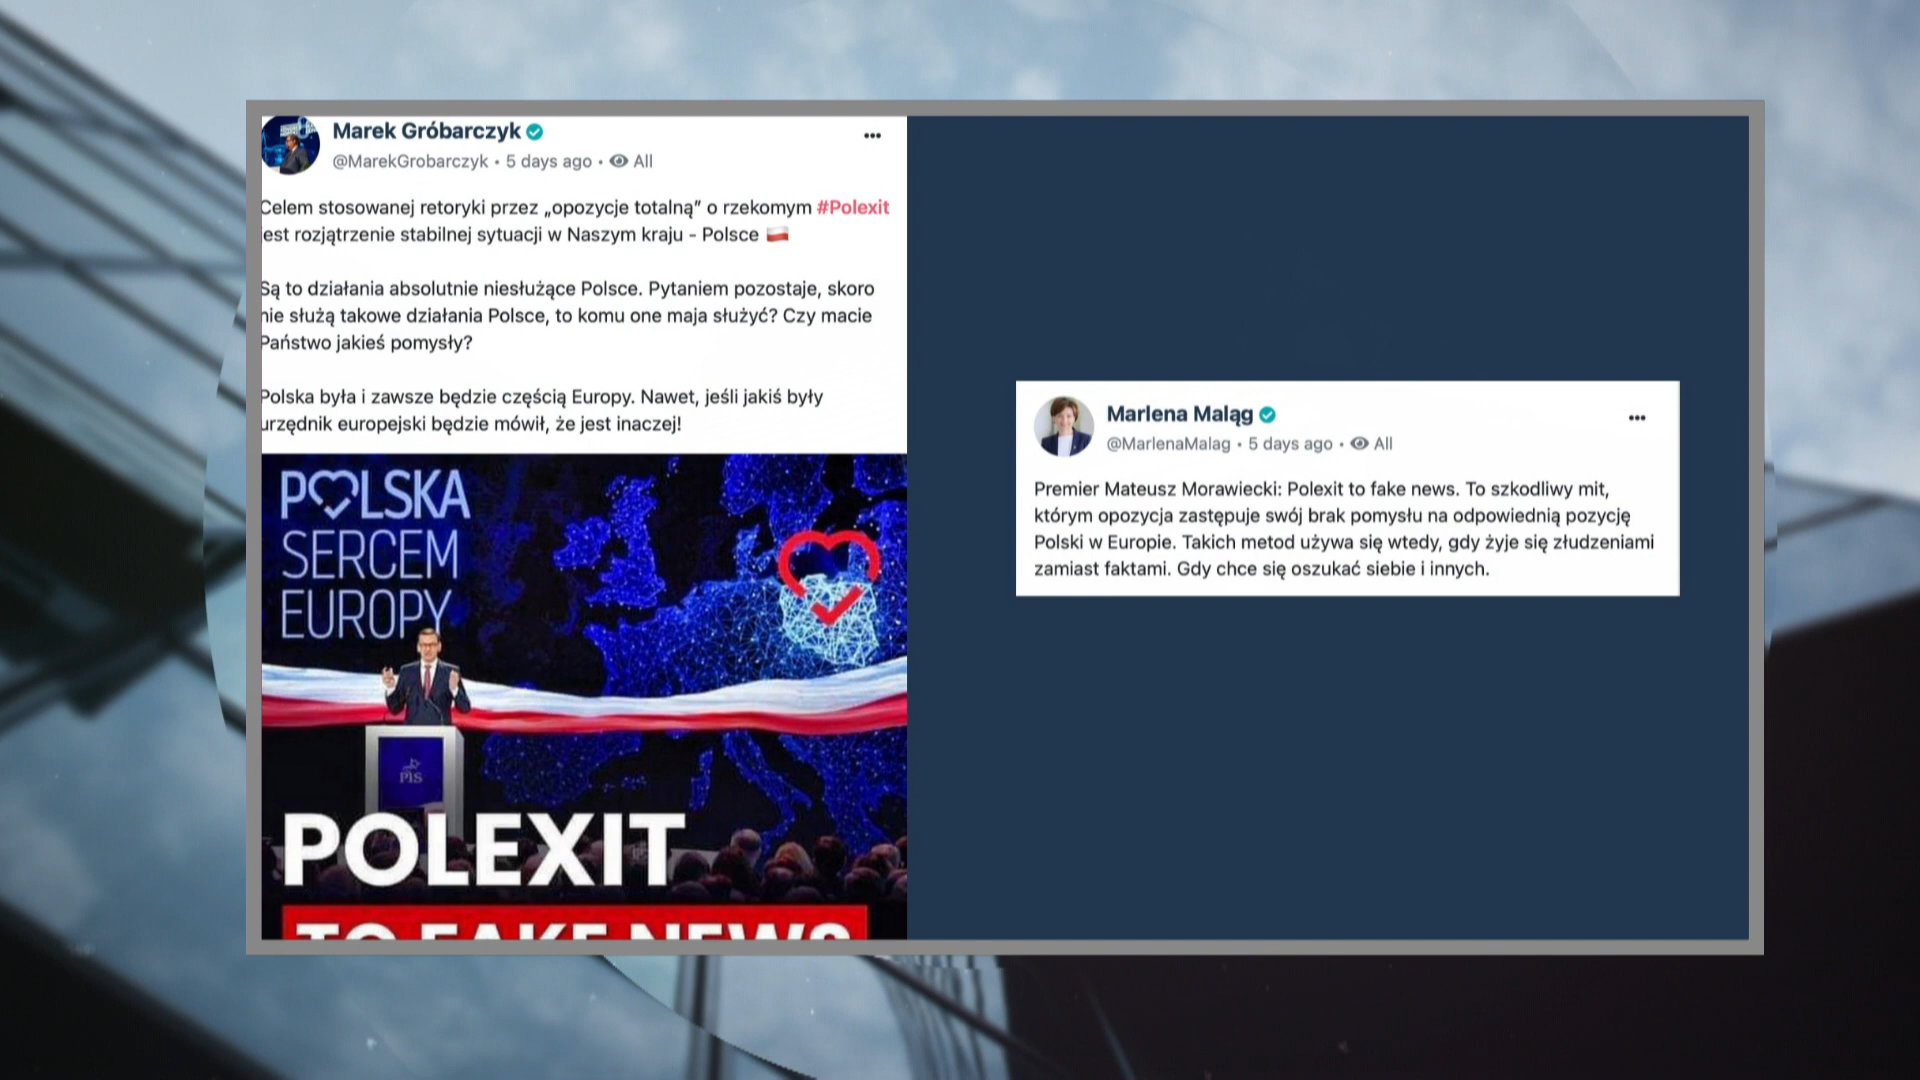 Marek Gróbarczyk
@MarekGrobarczyk • 5 days ago • All
Celem stosowanej retoryki przez „opozycje totalną” o rzekomym #Polexit
jest rozjątrzenie stabilnej sytuacji w Naszym kraju - Polsce
Są to działania absolutnie niesłużące Polsce. Pytaniem pozostaje, skoro
nie służą takowe działania Polsce, to komu one maja służyć? Czy macie
Państwo jakieś pomysły?
Polska była i zawsze będzie częścią Europy. Nawet, jeśli jakiś były
urzędnik europejski będzie mówił, że jest inaczej!
POLSKA
SERCEM
EUROPY
PiS
POLEXIT
TO FAKE NEWS
Marlena Maląg
@MarlenaMalag • 5 days ago • All
Premier Mateusz Morawiecki: Polexit to fake news. To szkodliwy mit,
którym opozycja zastępuje swój brak pomysłu na odpowiednią pozycję
Polski w Europie. Takich metod używa się wtedy, gdy żyje się złudzeniami
zamiast faktami. Gdy chce się oszukać siebie i innych.